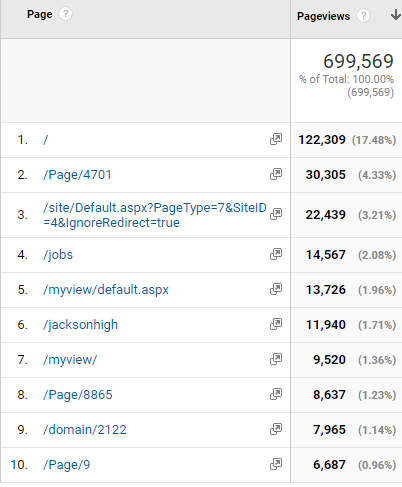 Page ? Pageviews ?
699,569
% of Total: 100.00%
(699,569)
1. / 122,309 (17.48%)
2. /Page/4701 30,305 (4.33%)
3. /site/Default.aspx?PageType=7&SiteID
=4&IgnoreRedirect=true 22,439 (3.21%)
4. /jobs 14,567 (2.08%)
5. /myview/default.aspx 13,726 (1.96%)
6. /jacksonhigh 11,940 (1.71%)
7. /myview/ 9,520 (1.36%)
8. /Page/8865 8,637 (1.23%)
9. /domain/2122 7,965 (1.14%)
10. /Page/9 6,687 (0.96%)